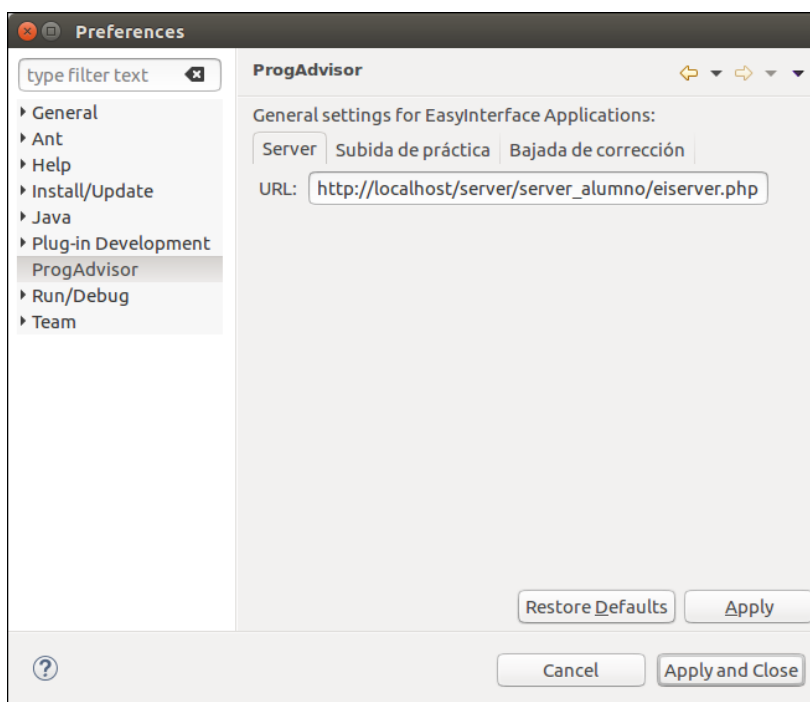 Preferences
type filter text
General
Ant
Help
Install/Update
Java
Plug-in Development
ProgAdvisor
Run/Debug
Team
ProgAdvisor
General settings for EasyInterface Applications:
Server Subida de práctica Bajada de corrección
URL: http://localhost/server/server_alumno/eiserver.php
Restore Defaults Apply
? Cancel Apply and Close